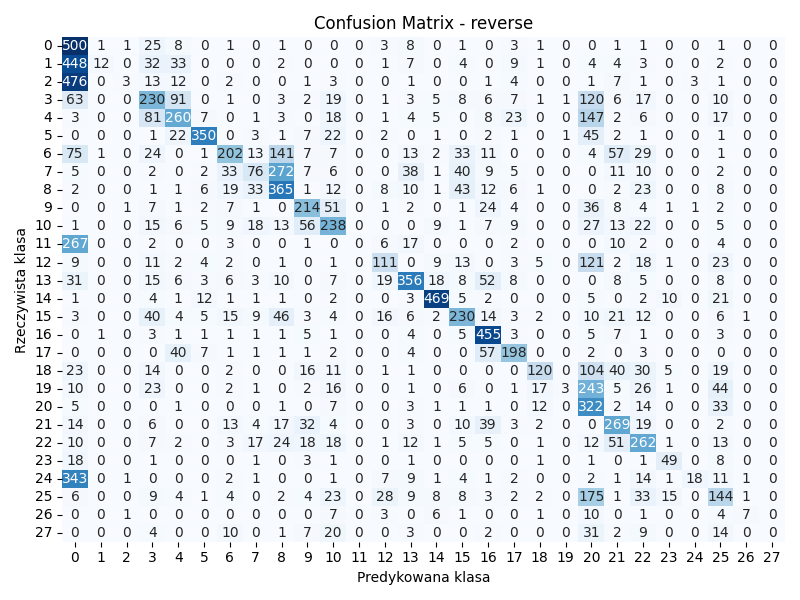 Confusion Matrix - reverse
Rzeczywista klasa
0 500 1 1 25 8 0 1 0 1 0 0 0 3 8 0 1 0 3 1 0 0 1 1 0 0 1 0 0
1 448 12 0 32 33 0 0 0 2 0 0 0 1 7 0 4 0 9 1 0 4 4 3 0 0 2 0 0
2 476 0 3 13 12 0 2 0 0 1 3 0 0 1 0 0 1 4 0 0 1 7 1 0 3 1 0 0
3 63 0 0 230 91 0 1 0 3 2 19 0 1 3 5 8 6 7 1 1 120 6 17 0 0 10 0 0
4 3 0 0 81 260 7 0 1 3 0 18 0 1 4 5 0 8 23 0 0 147 2 6 0 0 17 0 0
5 0 0 0 1 22 350 0 3 1 7 22 0 2 0 1 0 2 1 0 1 45 2 1 0 0 1 0 0
6 75 1 0 24 0 1 202 13 141 7 7 0 0 13 2 33 11 0 0 0 4 57 29 0 0 1 0 0
7 5 0 0 2 0 2 33 76 272 7 6 0 0 38 1 40 9 5 0 0 0 11 10 0 0 2 0 0
8 2 0 0 1 1 6 19 33 365 1 12 0 8 10 1 43 12 6 1 0 0 2 23 0 0 8 0 0
9 0 0 1 7 1 2 7 1 0 214 51 0 1 2 0 1 24 4 0 0 36 8 4 1 1 2 0 0
10 1 0 0 15 6 5 9 18 13 56 238 0 0 0 9 1 7 9 0 0 27 13 22 0 0 5 0 0
11 267 0 0 2 0 0 3 0 0 1 0 0 6 17 0 0 0 2 0 0 0 10 2 0 0 4 0 0
12 9 0 0 11 2 4 2 0 1 0 1 0 111 0 9 13 0 3 5 0 121 2 18 1 0 23 0 0
13 31 0 0 15 6 3 6 3 10 0 7 0 19 356 18 8 52 8 0 0 0 8 5 0 0 8 0 0
14 1 0 0 4 1 12 1 1 1 0 2 0 0 3 469 5 2 0 0 0 5 0 2 10 0 21 0 0
15 3 0 0 40 4 5 15 9 46 3 4 0 16 6 2 230 14 3 2 0 10 21 12 0 0 6 1 0
16 0 1 0 3 1 1 1 1 1 5 1 0 0 4 0 5 455 3 0 0 5 7 1 0 0 3 0 0
17 0 0 0 0 40 7 1 1 1 1 2 0 0 4 0 0 57 198 0 0 2 0 3 0 0 0 0 0
18 23 0 0 14 0 0 2 0 0 16 11 0 1 1 0 0 0 0 120 0 104 40 30 5 0 19 0 0
19 10 0 0 23 0 0 2 1 0 2 16 0 1 0 0 6 0 1 17 3 243 5 26 1 0 44 0 0
20 5 0 0 0 1 0 0 0 1 0 7 0 0 3 1 1 1 0 12 0 322 2 14 0 0 33 0 0
21 14 0 0 6 0 0 13 4 17 32 4 0 0 3 0 10 39 3 2 0 0 269 19 0 0 2 0 0
22 10 0 0 7 2 0 3 17 24 18 18 0 1 12 1 5 5 0 1 0 12 51 262 1 0 13 0 0
23 18 0 0 1 0 0 0 1 0 3 1 0 0 1 0 0 0 0 1 0 1 0 1 49 0 8 0 0
24 343 0 1 0 0 0 2 1 0 0 1 0 7 9 1 4 1 2 0 0 2 1 14 1 18 11 1 0
25 6 0 0 9 4 1 4 0 2 4 23 0 28 9 8 8 3 2 2 0 175 1 33 15 0 144 1 0
26 0 0 1 0 0 0 0 0 0 0 7 0 3 0 6 1 0 0 1 0 10 0 1 0 0 4 7 0
27 0 0 0 4 0 0 10 0 1 7 20 0 0 3 0 0 2 0 0 0 31 2 9 0 0 14 0 0
0 1 2 3 4 5 6 7 8 9 10 11 12 13 14 15 16 17 18 19 20 21 22 23 24 25 26 27
Predykowana klasa